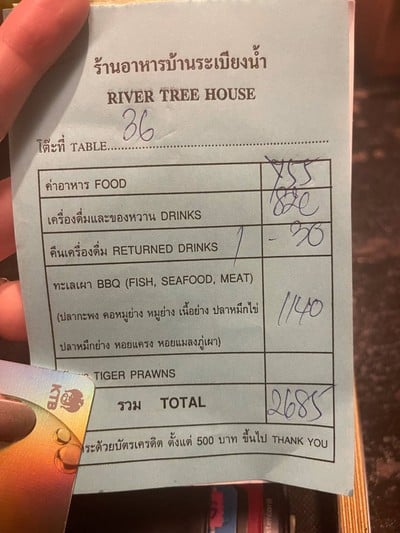 ร้านอาหารบ้านระเบียงน้ำ
RIVER TREE HOUSE
โต๊ะที่ TABLE 36
ค่าอาหาร FOOD 755
เครื่องดื่มและของหวาน DRINKS 820
คืนเครื่องดื่ม RETURNED DRINKS 1 - 30
ทะเลเผา BBQ (FISH, SEAFOOD, MEAT)
(ปลากะพง คอหมูย่าง หมูย่าง เนื้อย่าง ปลาหมึกไข่ 1140
ปลาหมึกย่าง หอยแครง หอยแมลงภู่เผา)
TIGER PRAWNS
รวม TOTAL 2685
ระด้วยบัตรเครดิต ตั้งแต่ 500 บาท ขึ้นไป THANK YOU
KTB